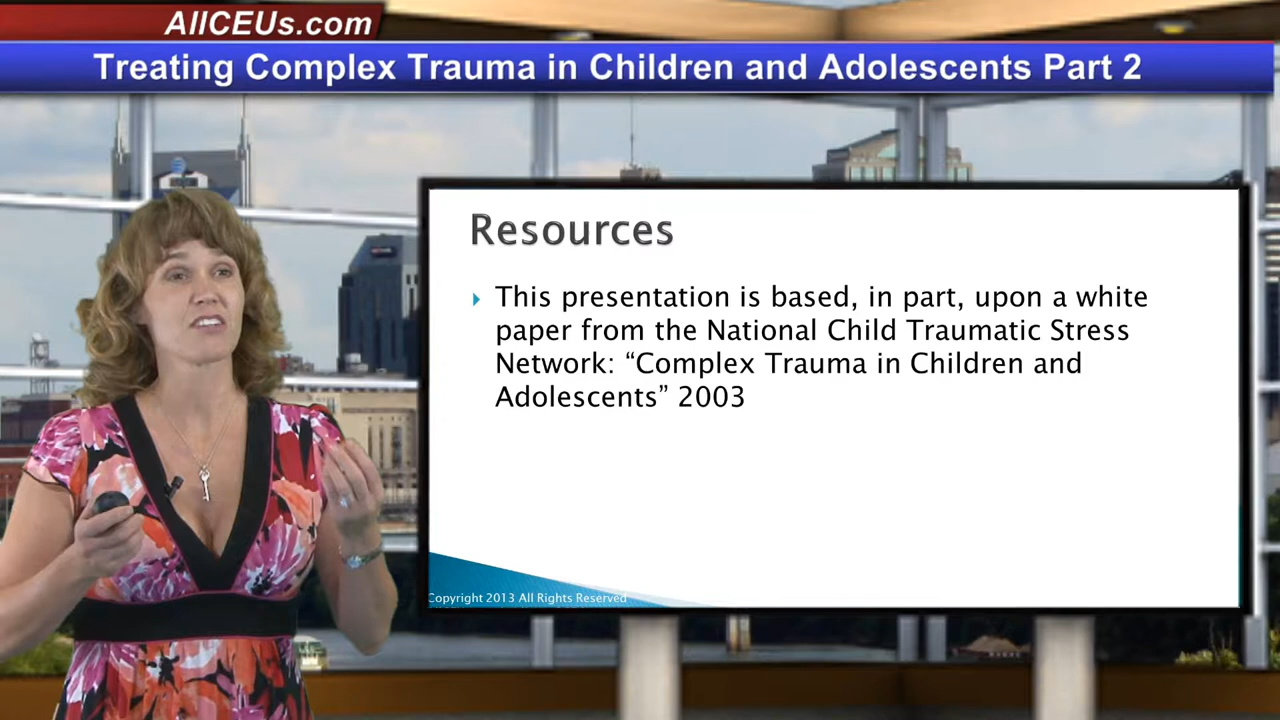 AllCEUs.com
Treating Complex Trauma in Children and Adolescents Part 2
Resources
This presentation is based, in part, upon a white
paper from the National Child Traumatic Stress
Network: “Complex Trauma in Children and
Adolescents” 2003
Copyright 2013 All Rights Reserved